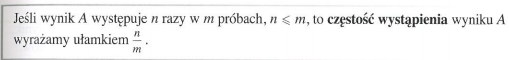 Jeśli wynik A występuje n razy w m próbach, n ⩽ m, to częstość wystąpienia wyniku A
wyrażamy ułamkiem n/m.